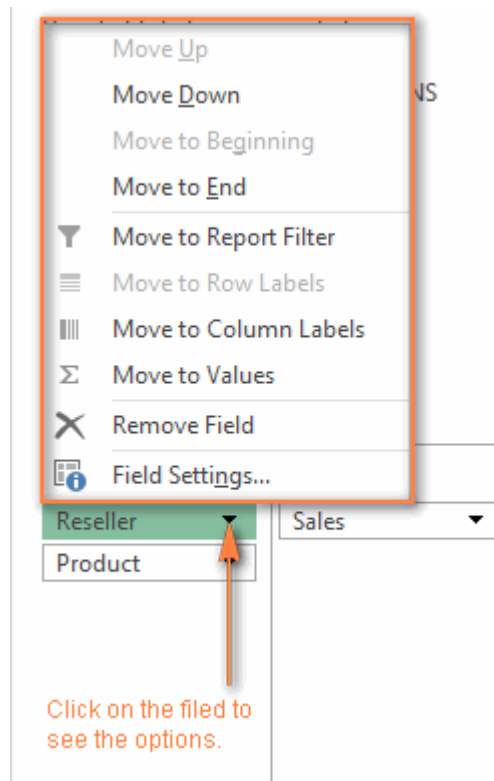 Move Up
Move Down
NS
Move to Beginning
Move to End
Move to Report Filter
Move to Row Labels
Move to Column Labels
Move to Values
Remove Field
Field Settings...
Reseller
Sales
Product
Click on the filed to
see the options.